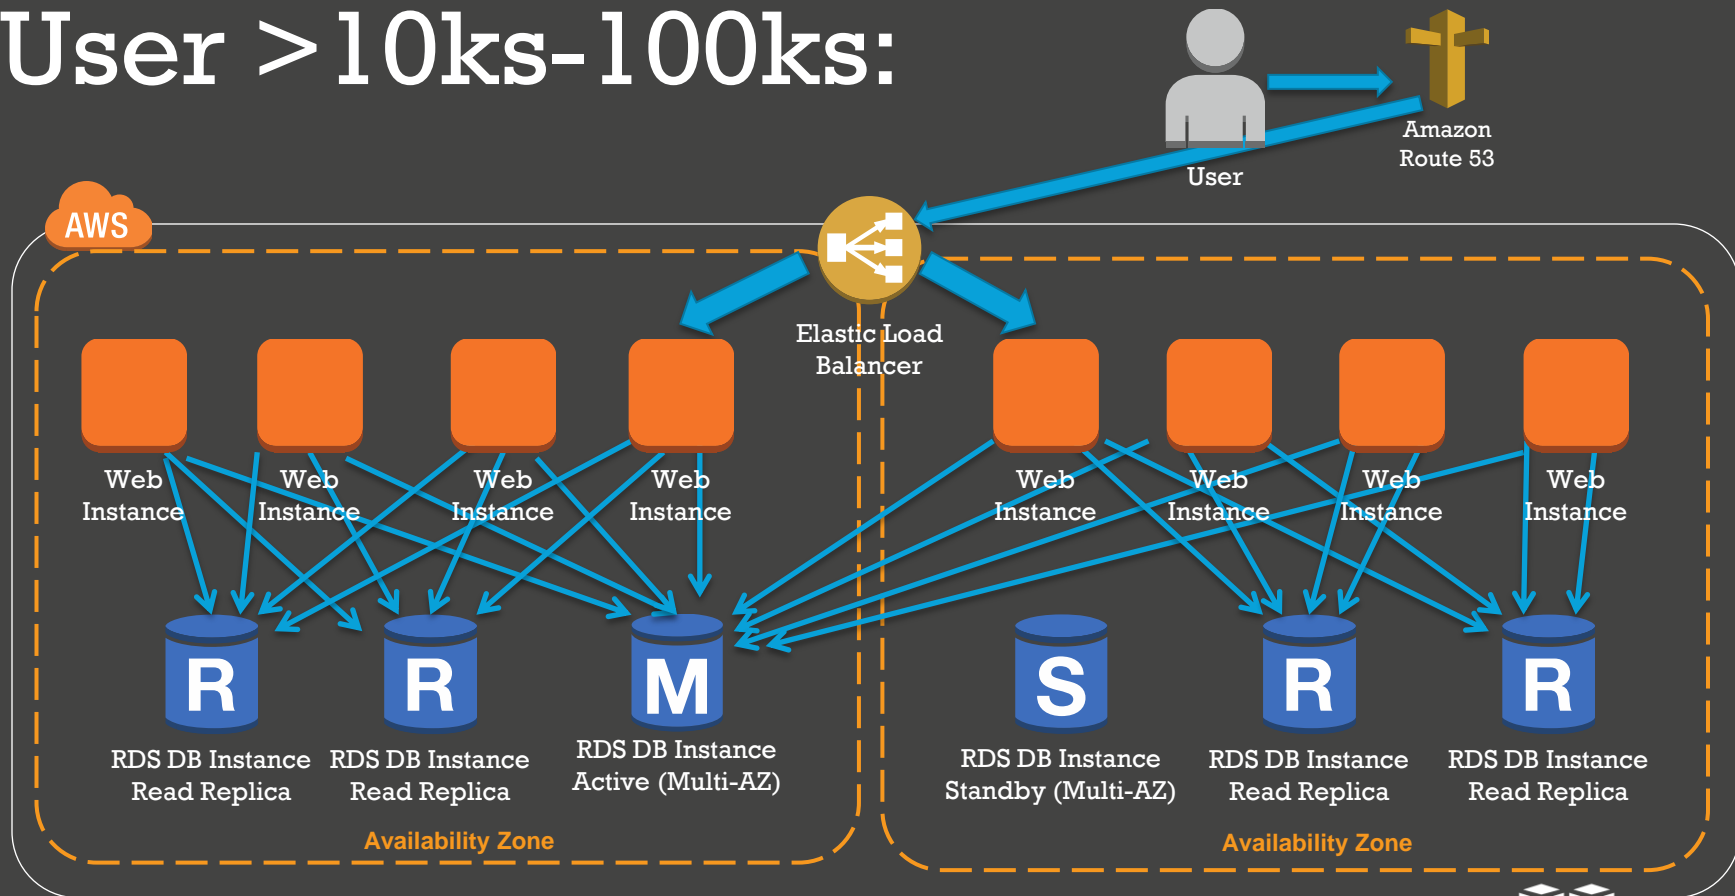 User >10ks-100ks:
User
Amazon
Route 53
AWS
Elastic Load
Balancer
Web
Instance
Web
Instance
Web
Instance
Web
Instance
Web
Instance
Web
Instance
Web
Instance
Web
Instance
R
R
M
S
R
R
RDS DB Instance
Read Replica
RDS DB Instance
Read Replica
RDS DB Instance
Active (Multi-AZ)
RDS DB Instance
Standby (Multi-AZ)
RDS DB Instance
Read Replica
RDS DB Instance
Read Replica
Availability Zone
Availability Zone